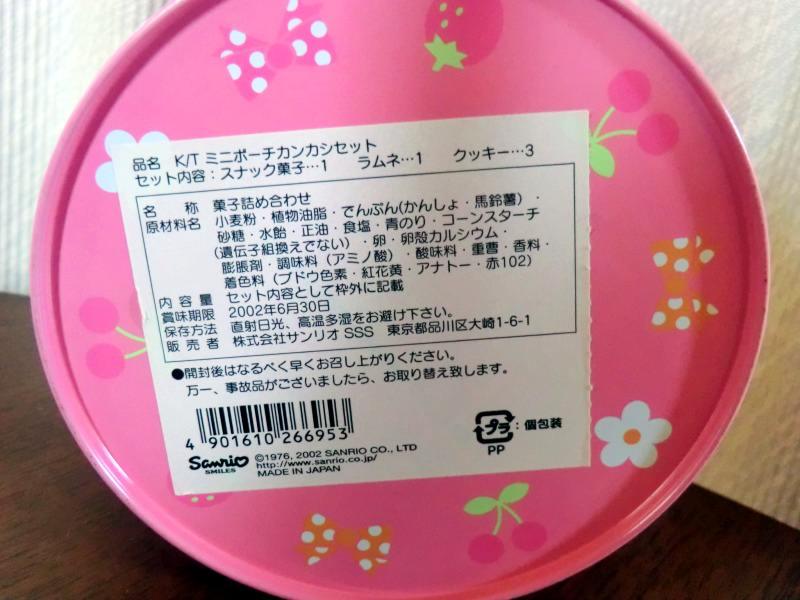 品名 K/T ミニポーチカンカシセット
セット内容：スナック菓子…1 ラムネ…1 クッキー…3
名称 菓子詰め合わせ
原材料名 小麦粉・植物油脂・でんぷん(かんしょ・馬鈴薯)・
砂糖・水飴・正油・食塩・青のり・コーンスターチ
(遺伝子組換えでない)・卵・卵殻カルシウム・
膨脹剤・調味料（アミノ酸）・酸味料・重曹・香料・
着色料（ブドウ色素・紅花黄・アナトー・赤102）
内容量 セット内容として枠外に記載
賞味期限 2002年6月30日
保存方法 直射日光、高温多湿をお避け下さい。
販売者 株式会社サンリオ SSS 東京都品川区大崎1-6-1
●開封後はなるべく早くお召し上がりください。
万一、事故品がございましたら、お取り替え致します。
4 901610 266953
プラ：個包装
PP
Sanrio
SMILES
©1976, 2002 SANRIO CO., LTD
http://www.sanrio.co.jp/
MADE IN JAPAN